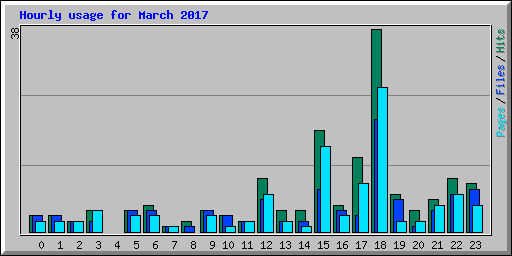 Hourly usage for March 2017
38
Pages / Files / Hits
0 1 2 3 4 5 6 7 8 9 10 11 12 13 14 15 16 17 18 19 20 21 22 23